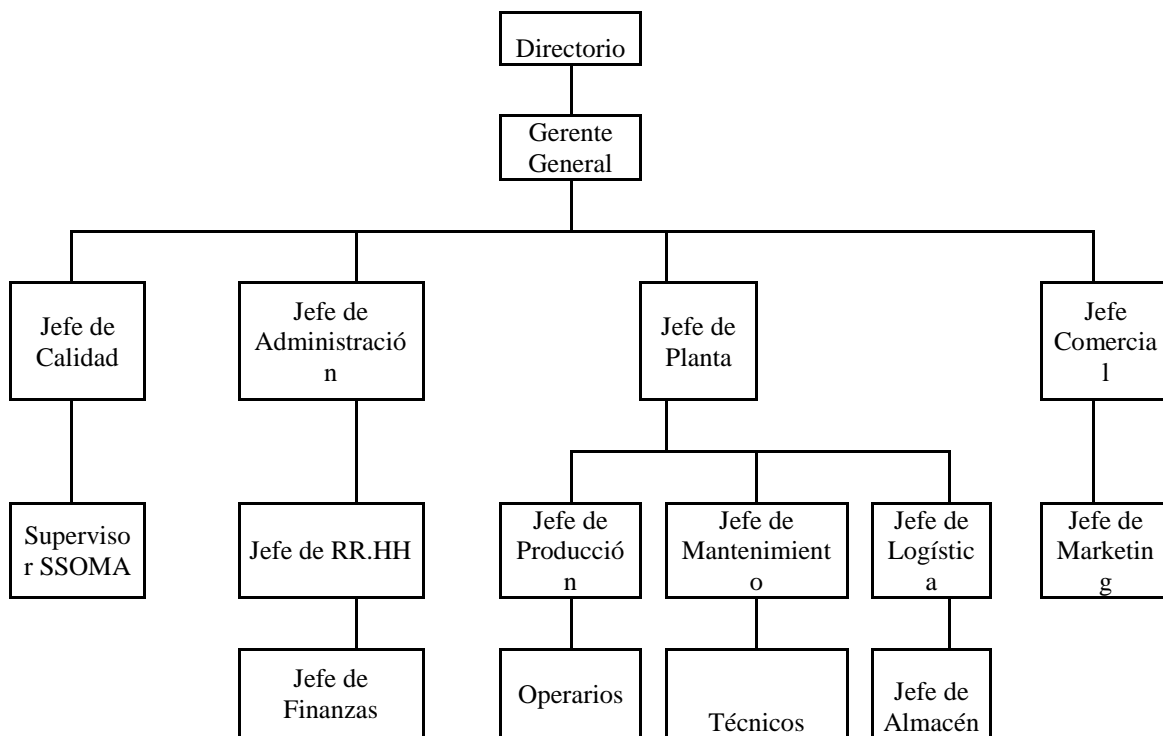 Directorio
Gerente
General
Jefe de
Calidad
Jefe de
Administració
n
Jefe de
Planta
Jefe
Comercia
l
Superviso
r SSOMA
Jefe de RR.HH
Jefe de
Producció
n
Jefe de
Mantenimient
o
Jefe de
Logístic
a
Jefe de
Marketin
g
Jefe de
Finanzas
Operarios
Técnicos
Jefe de
Almacén